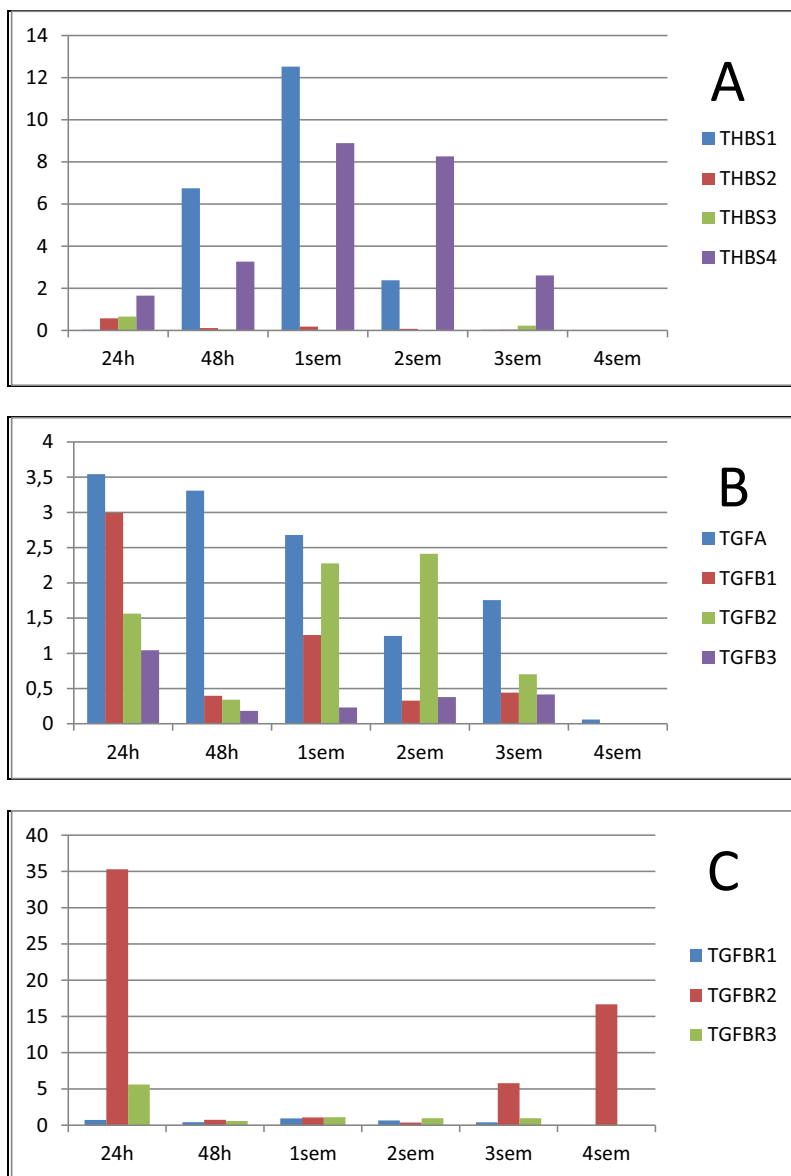 14
12
10
8
6
4
2
0
24h 48h 1sem 2sem 3sem 4sem
A
THBS1
THBS2
THBS3
THBS4
4
3,5
3
2,5
2
1,5
1
0,5
0
24h 48h 1sem 2sem 3sem 4sem
B
TGFA
TGFB1
TGFB2
TGFB3
40
35
30
25
20
15
10
5
0
24h 48h 1sem 2sem 3sem 4sem
C
TGFBR1
TGFBR2
TGFBR3